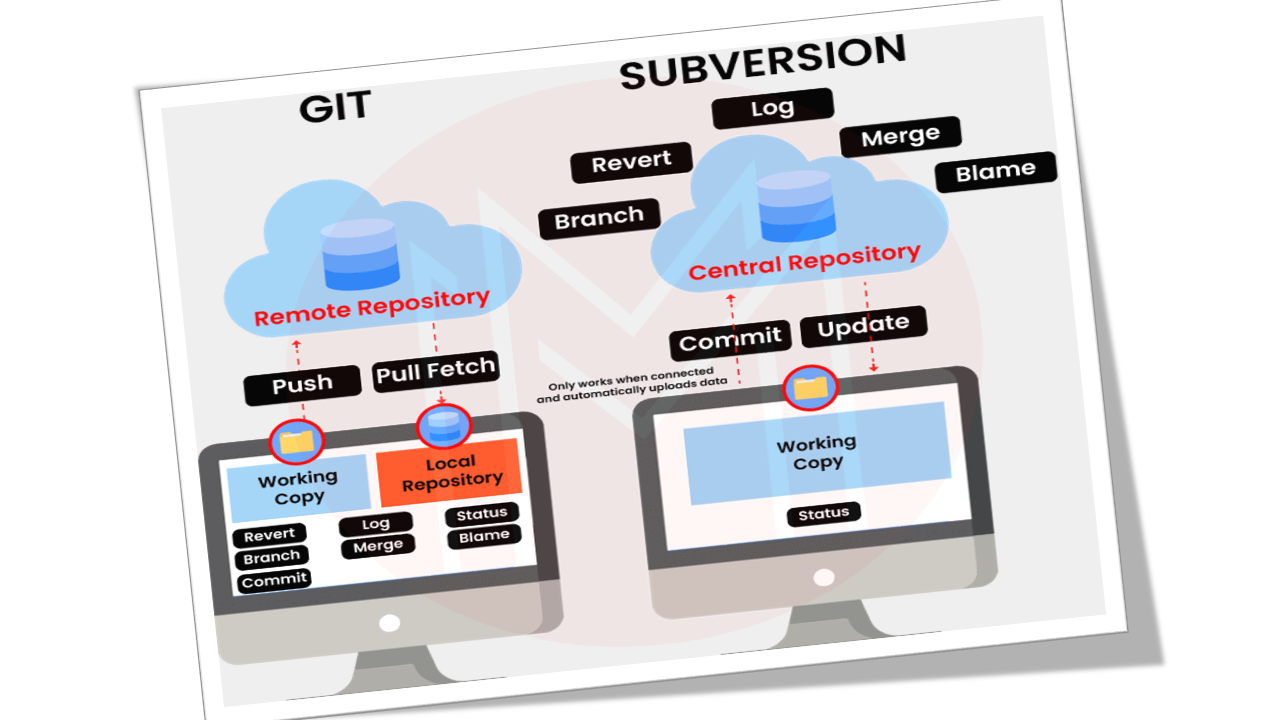 GIT
Remote Repository
Push
Pull Fetch
Working
Copy
Local
Repository
Revert
Branch
Commit
Log
Merge
Status
Blame
SUBVERSION
Log
Revert
Merge
Branch
Blame
Central Repository
Commit
Update
Only works when connected
and automatically uploads data
Working
Copy
Status